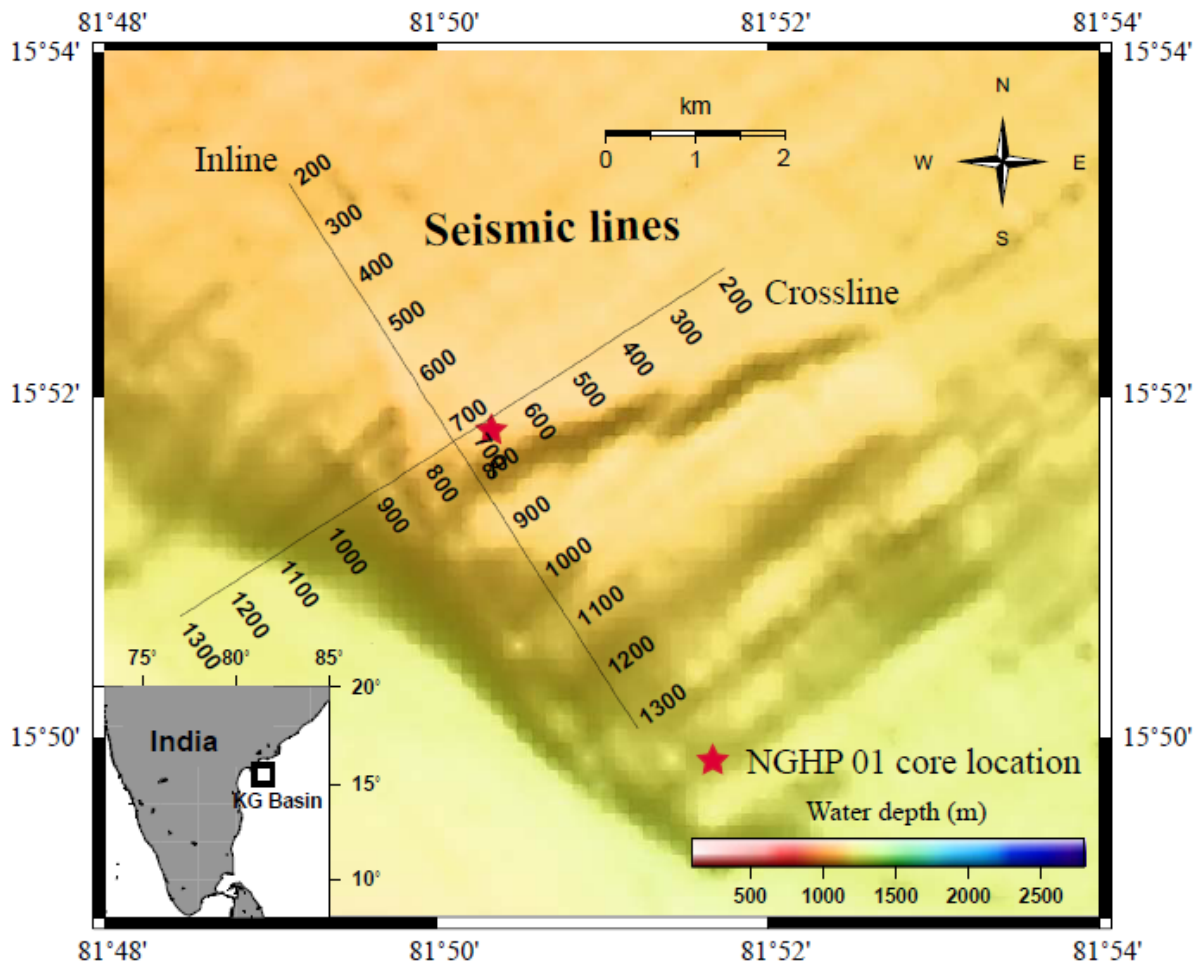 81°48' 81°50' 81°52' 81°54'
15°54' 15°54'
km
0 1 2
N
W E
S
Inline
200
300
400
500
600
700
800
900
1000
1100
1200
1300
Seismic lines
Crossline
200
300
400
500
600
700
800
900
1000
1100
1200
1300
15°52' 15°52'
15°50' 15°50'
75° 80° 85°
20°
15°
10°
India
KG Basin
NGHP 01 core location
Water depth (m)
500 1000 1500 2000 2500
81°48' 81°50' 81°52' 81°54'